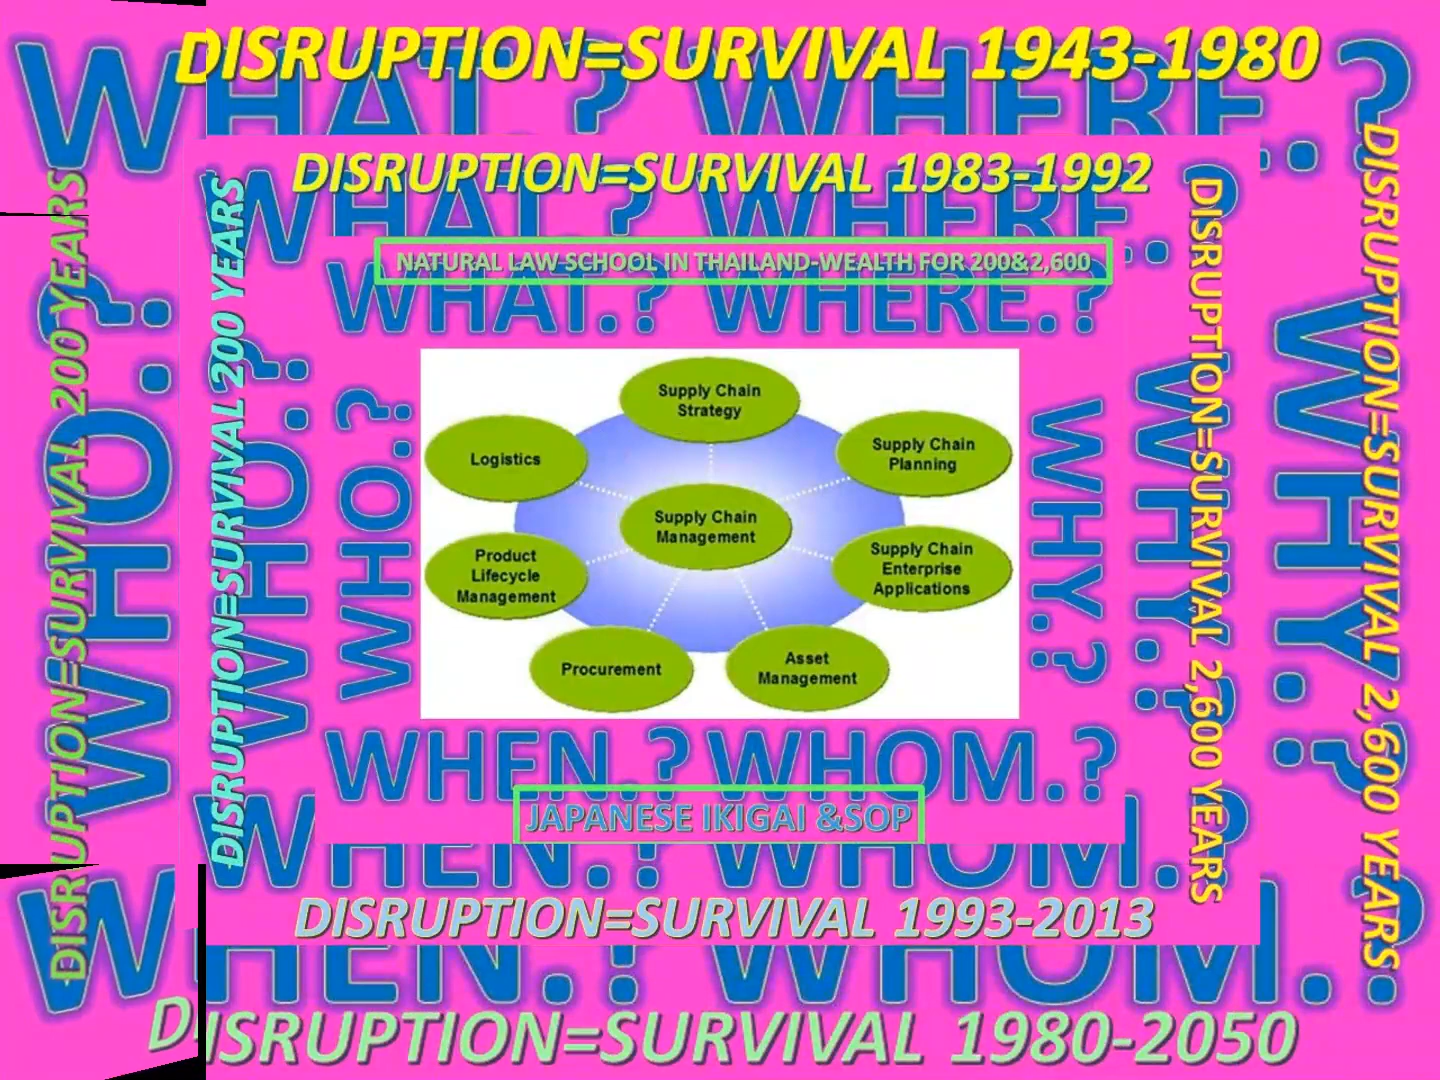 DISRUPTION=SURVIVAL 1943-1980
WHAT.? WHERE.?
DISRUPTION=SURVIVAL 1983-1992
WHAT.? WHERE.?
NATURAL LAW SCHOOL IN THAILAND-WEALTH FOR 200&2,600
WHAT.? WHERE.?
DISRUPTION=SURVIVAL 200 YEARS
WHO.?
DISRUPTION=SURVIVAL 200 YEARS
WHO.?
WHO.?
Supply Chain
Strategy
Logistics
Supply Chain
Planning
Supply Chain
Management
Product
Lifecycle
Management
Supply Chain
Enterprise
Applications
Procurement
Asset
Management
WHY.?
WHY.?
DISRUPTION=SURVIVAL 2,600 YEARS
WHY.?
DISRUPTION=SURVIVAL 2,600 YEARS
WHEN.? WHOM.?
JAPANESE IKIGAI &SOP
WHEN.? WHOM.?
DISRUPTION=SURVIVAL 1993-2013
WHEN.? WHOM.?
DISRUPTION=SURVIVAL 1980-2050